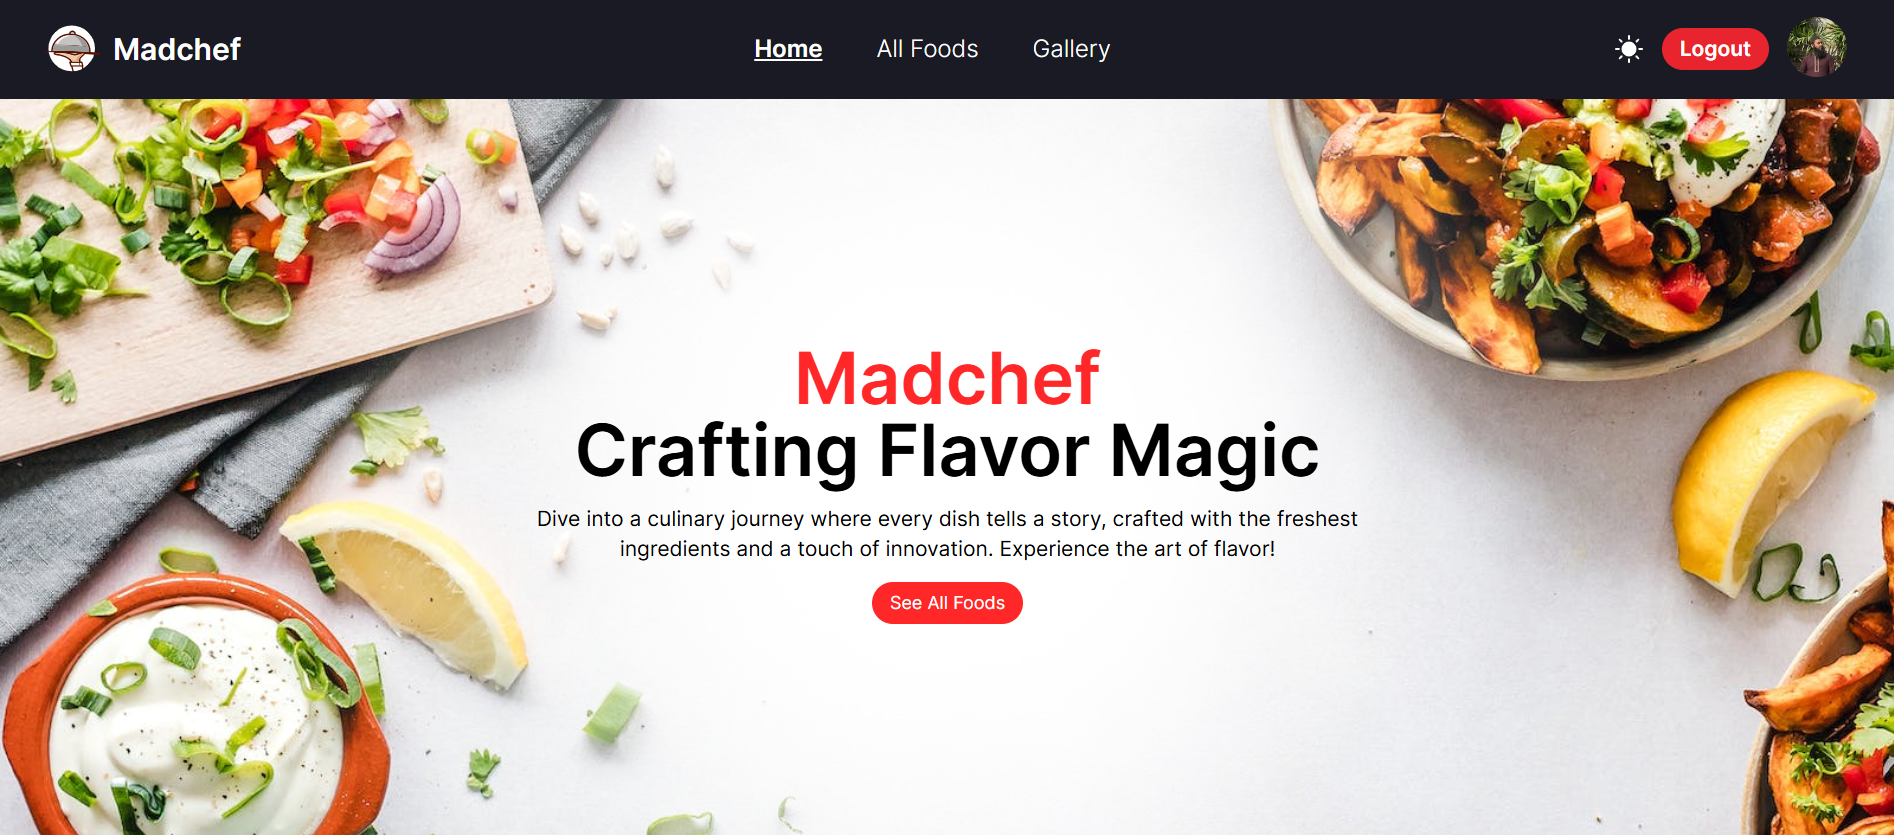 Madchef
Home
All Foods
Gallery
Logout
Madchef
Crafting Flavor Magic
Dive into a culinary journey where every dish tells a story, crafted with the freshest
ingredients and a touch of innovation. Experience the art of flavor!
See All Foods